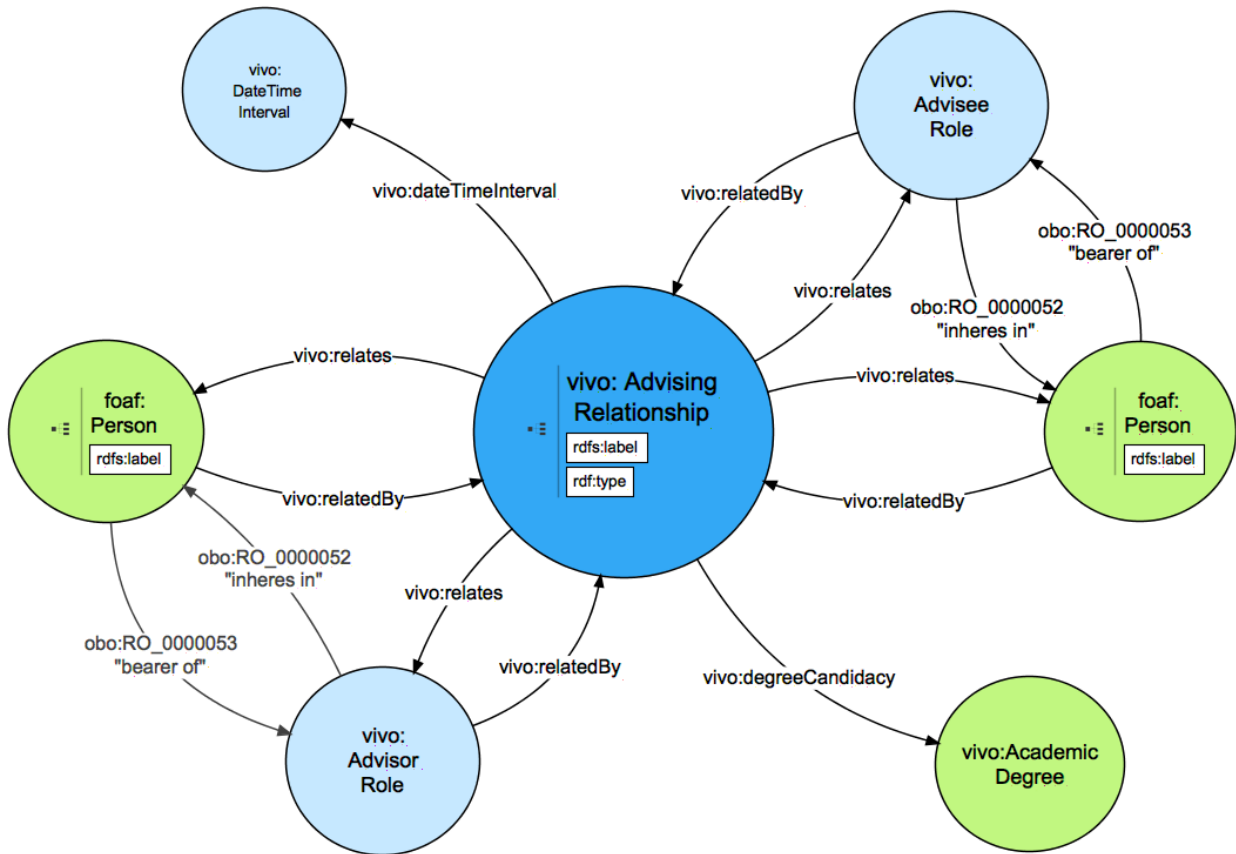 vivo:
DateTime
Interval
vivo:
Advisee
Role
vivo:dateTimeInterval
vivo:relatedBy
obo:RO_0000053
"bearer of"
vivo:relates
obo:RO_0000052
"inheres in"
vivo:relates
foaf:
Person
rdfs:label
vivo: Advising
Relationship
rdfs:label
rdf:type
vivo:relates
foaf:
Person
rdfs:label
vivo:relatedBy
vivo:relatedBy
obo:RO_0000052
"inheres in"
vivo:relates
obo:RO_0000053
"bearer of"
vivo:relatedBy
vivo:degreeCandidacy
vivo:
Advisor
Role
vivo:Academic
Degree